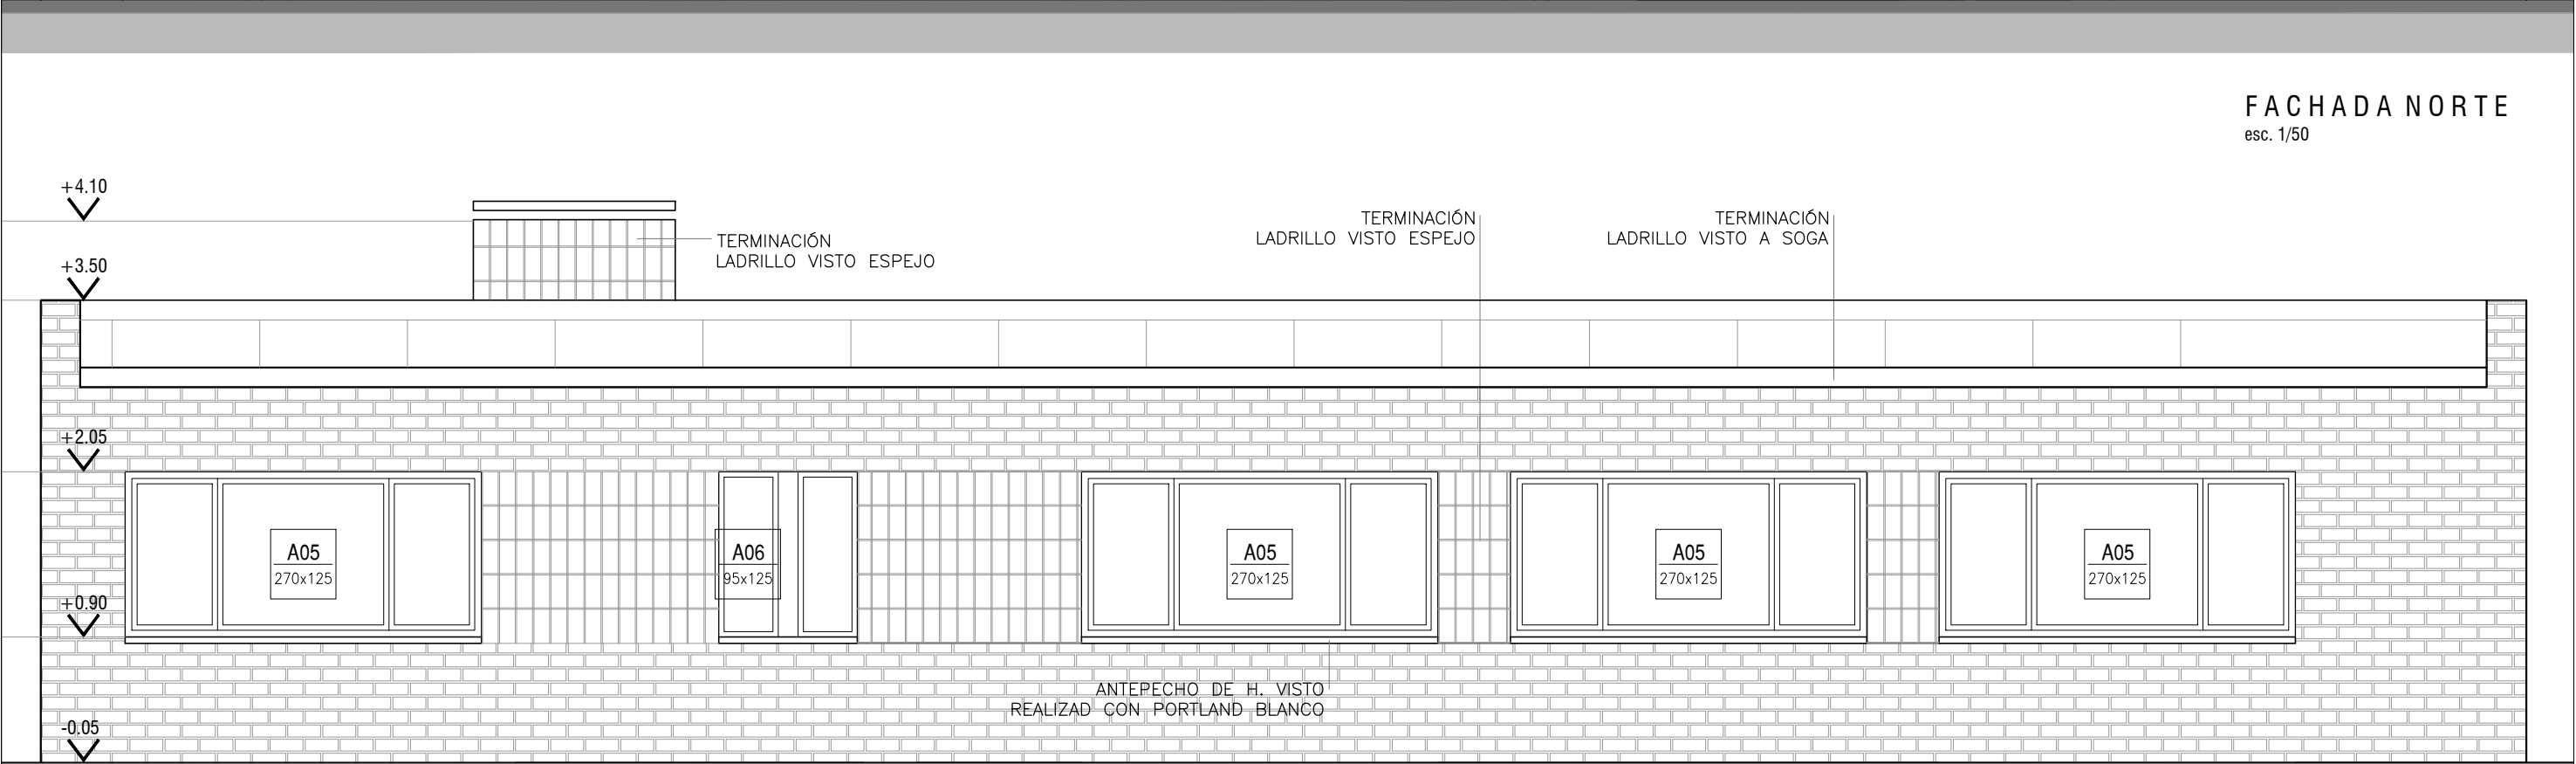 FACHADA NORTE
esc. 1/50
+4.10
TERMINACIÓN
LADRILLO VISTO ESPEJO
TERMINACIÓN
LADRILLO VISTO ESPEJO
TERMINACIÓN
LADRILLO VISTO A SOGA
+3.50
+2.05
A05
270x125
A06
95x125
A05
270x125
A05
270x125
A05
270x125
+0.90
ANTEPECHO DE H. VISTO
REALIZAD CON PORTLAND BLANCO
-0.05